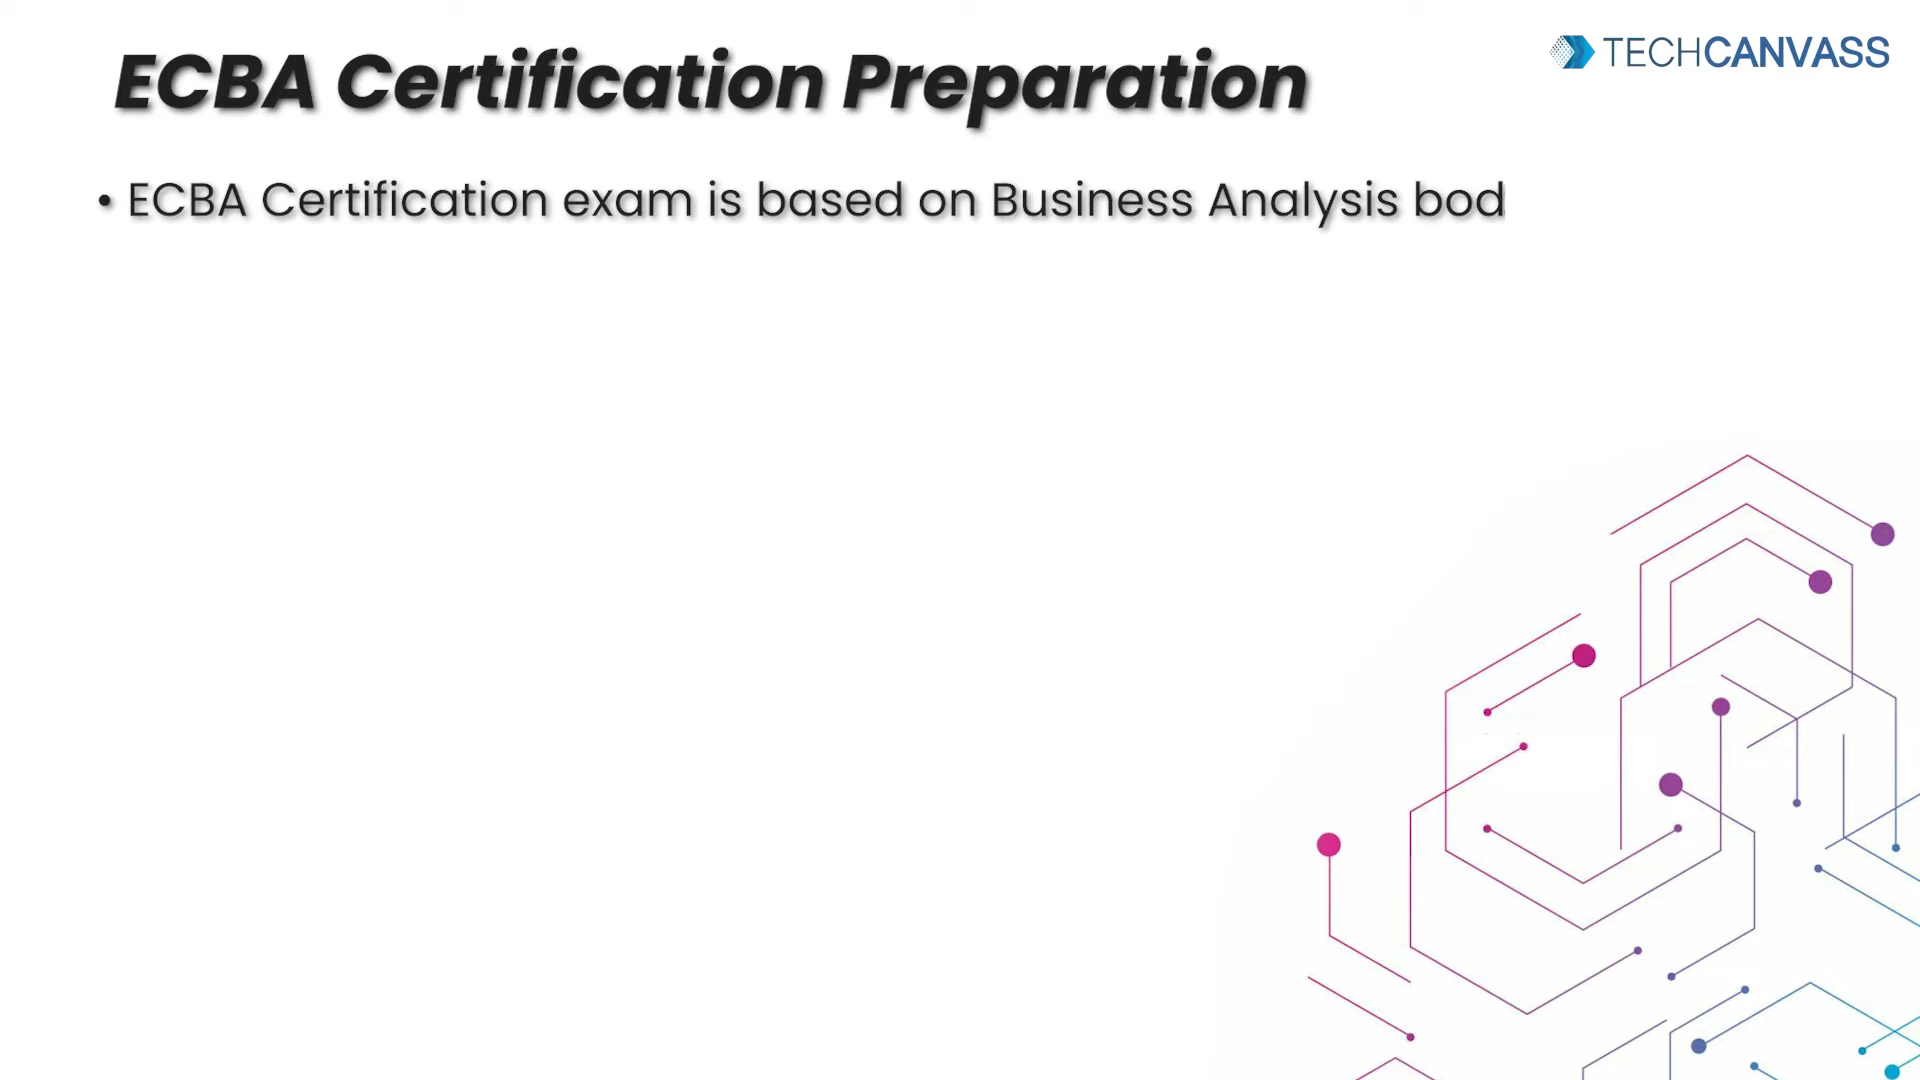 ECBA Certification Preparation
TECHCANVASS
• ECBA Certification exam is based on Business Analysis bod